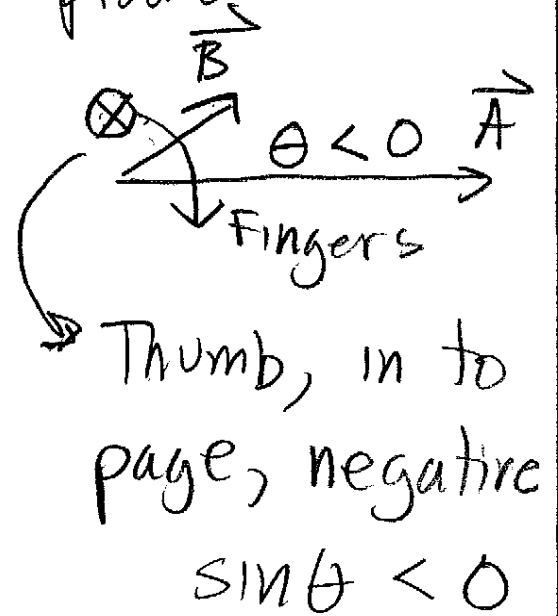 B
θ < 0 A
Fingers
Thumb, in to
page, negative
sinθ < 0